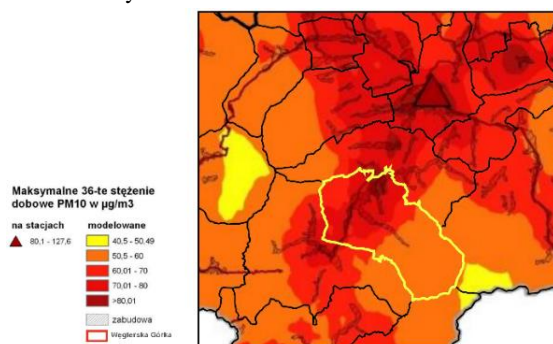 Maksymalne 36-te stężenie
dobowe PM10 w µg/m3
na stacjach modelowane
80,1 - 127,6 40,5 - 50,49
50,5 - 60
60,01 - 70
70,01 - 80
>80,01
zabudowa
Węgierska Górka